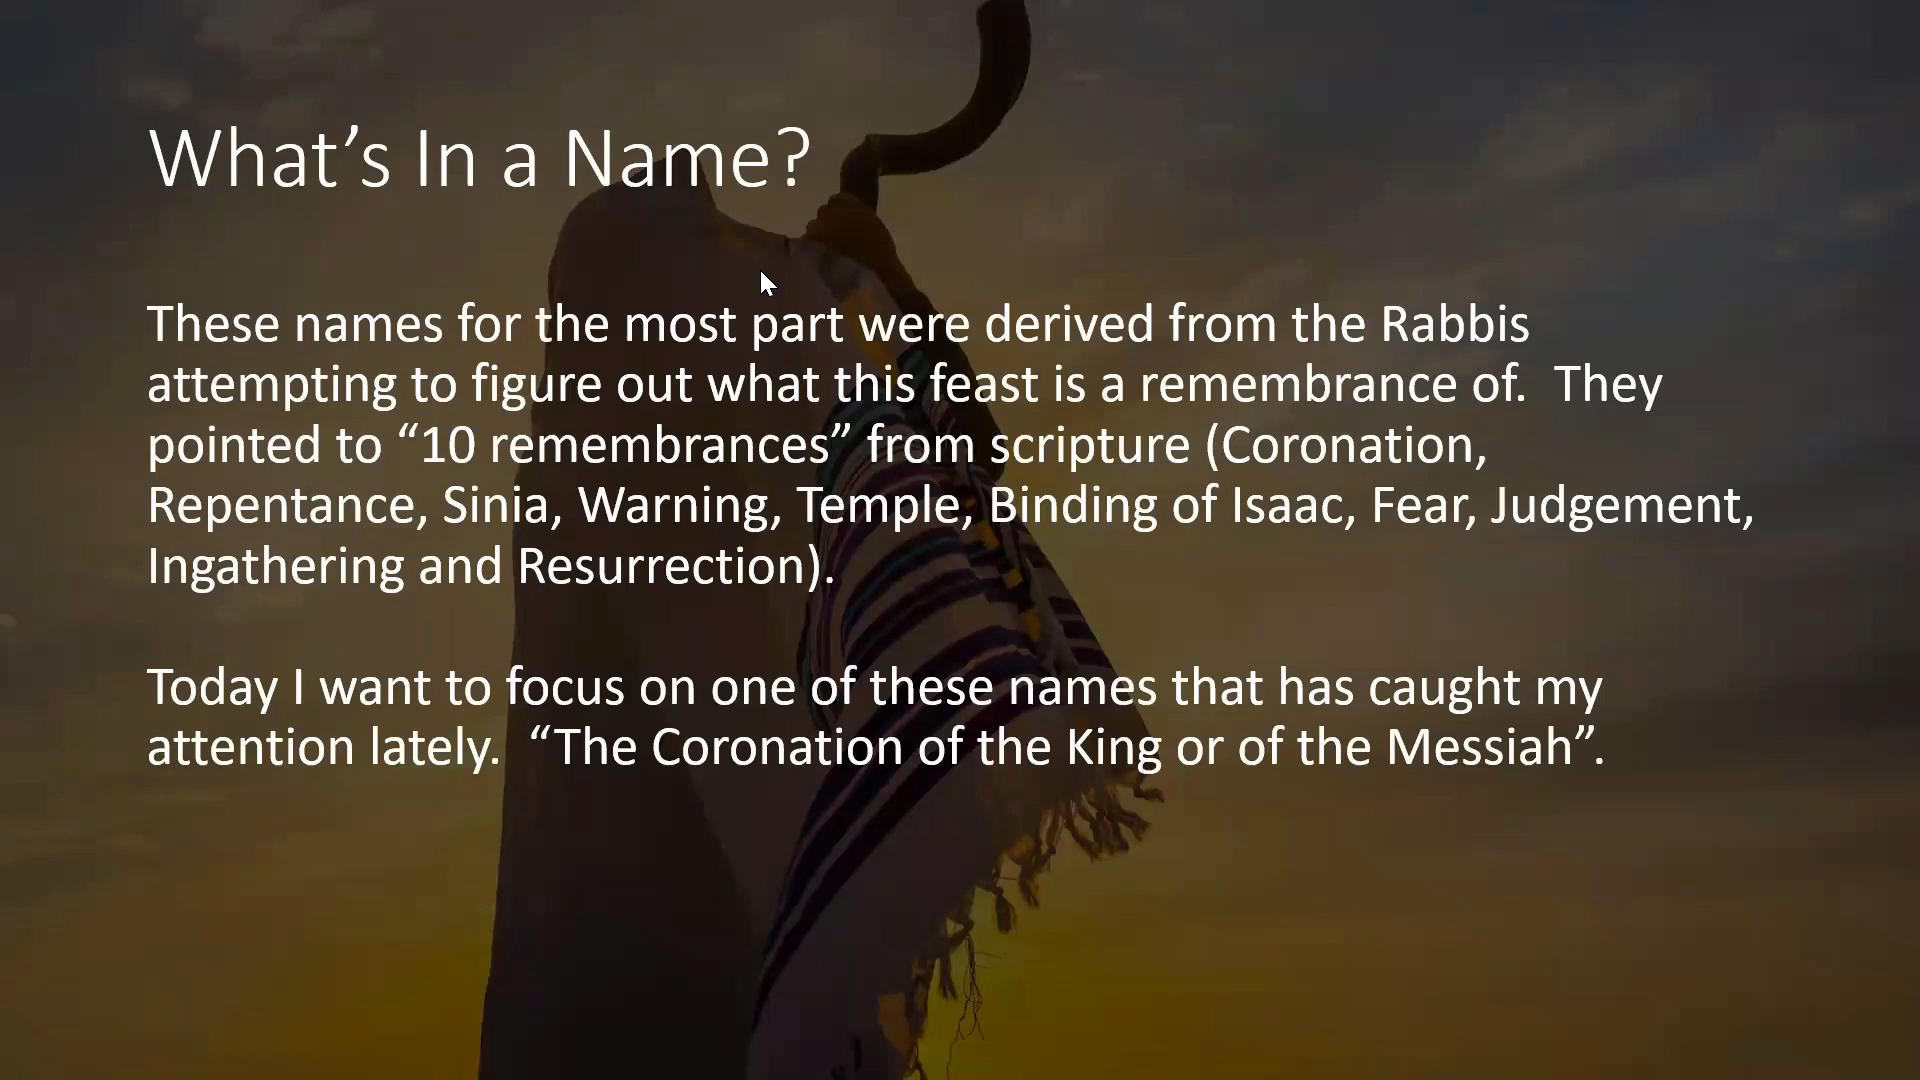 What’s In a Name?
These names for the most part were derived from the Rabbis
attempting to figure out what this feast is a remembrance of.  They
pointed to “10 remembrances” from scripture (Coronation,
Repentance, Sinia, Warning, Temple, Binding of Isaac, Fear, Judgement,
Ingathering and Resurrection).
Today I want to focus on one of these names that has caught my
attention lately.  “The Coronation of the King or of the Messiah”.